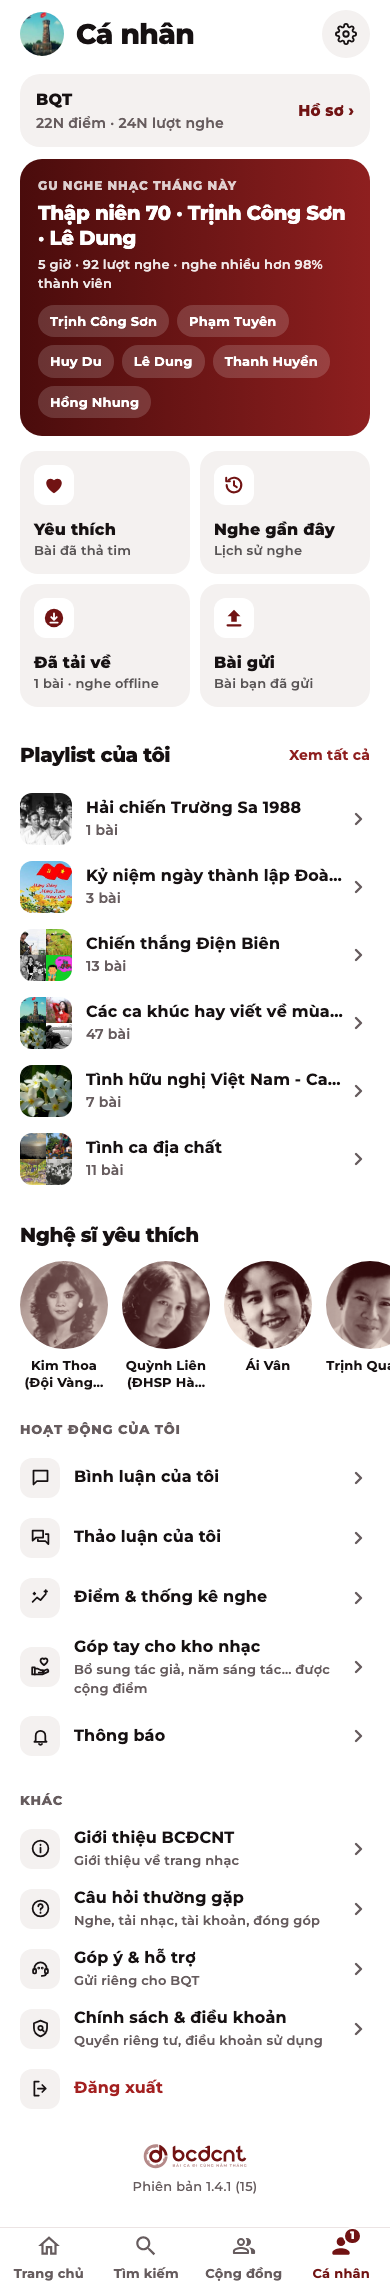 Cá nhân
BQT
22N điểm · 24N lượt nghe
Hồ sơ ›
GU NGHE NHẠC THÁNG NÀY
Thập niên 70 · Trịnh Công Sơn
· Lê Dung
5 giờ · 92 lượt nghe · nghe nhiều hơn 98%
thành viên
Trịnh Công Sơn
Phạm Tuyên
Huy Du
Lê Dung
Thanh Huyền
Hồng Nhung
Yêu thích
Bài đã thả tim
Nghe gần đây
Lịch sử nghe
Đã tải về
1 bài · nghe offline
Bài gửi
Bài bạn đã gửi
Playlist của tôi
Xem tất cả
Hải chiến Trường Sa 1988
1 bài
Kỷ niệm ngày thành lập Đoà...
3 bài
Chiến thắng Điện Biên
13 bài
Các ca khúc hay viết về mùa...
47 bài
Tình hữu nghị Việt Nam - Ca...
7 bài
Tình ca địa chất
11 bài
Nghệ sĩ yêu thích
Kim Thoa
(Đội Vàng...
Quỳnh Liên
(ĐHSP Hà...
Ái Vân
Trịnh Qu
HOẠT ĐỘNG CỦA TÔI
Bình luận của tôi
Thảo luận của tôi
Điểm & thống kê nghe
Góp tay cho kho nhạc
Bổ sung tác giả, năm sáng tác... được
cộng điểm
Thông báo
KHÁC
Giới thiệu BCĐCNT
Giới thiệu về trang nhạc
Câu hỏi thường gặp
Nghe, tải nhạc, tài khoản, đóng góp
Góp ý & hỗ trợ
Gửi riêng cho BQT
Chính sách & điều khoản
Quyền riêng tư, điều khoản sử dụng
Đăng xuất
bcdcnt
BÀI CA ĐI CÙNG NĂM THÁNG
Phiên bản 1.4.1 (15)
1
Trang chủ
Tìm kiếm
Cộng đồng
Cá nhân